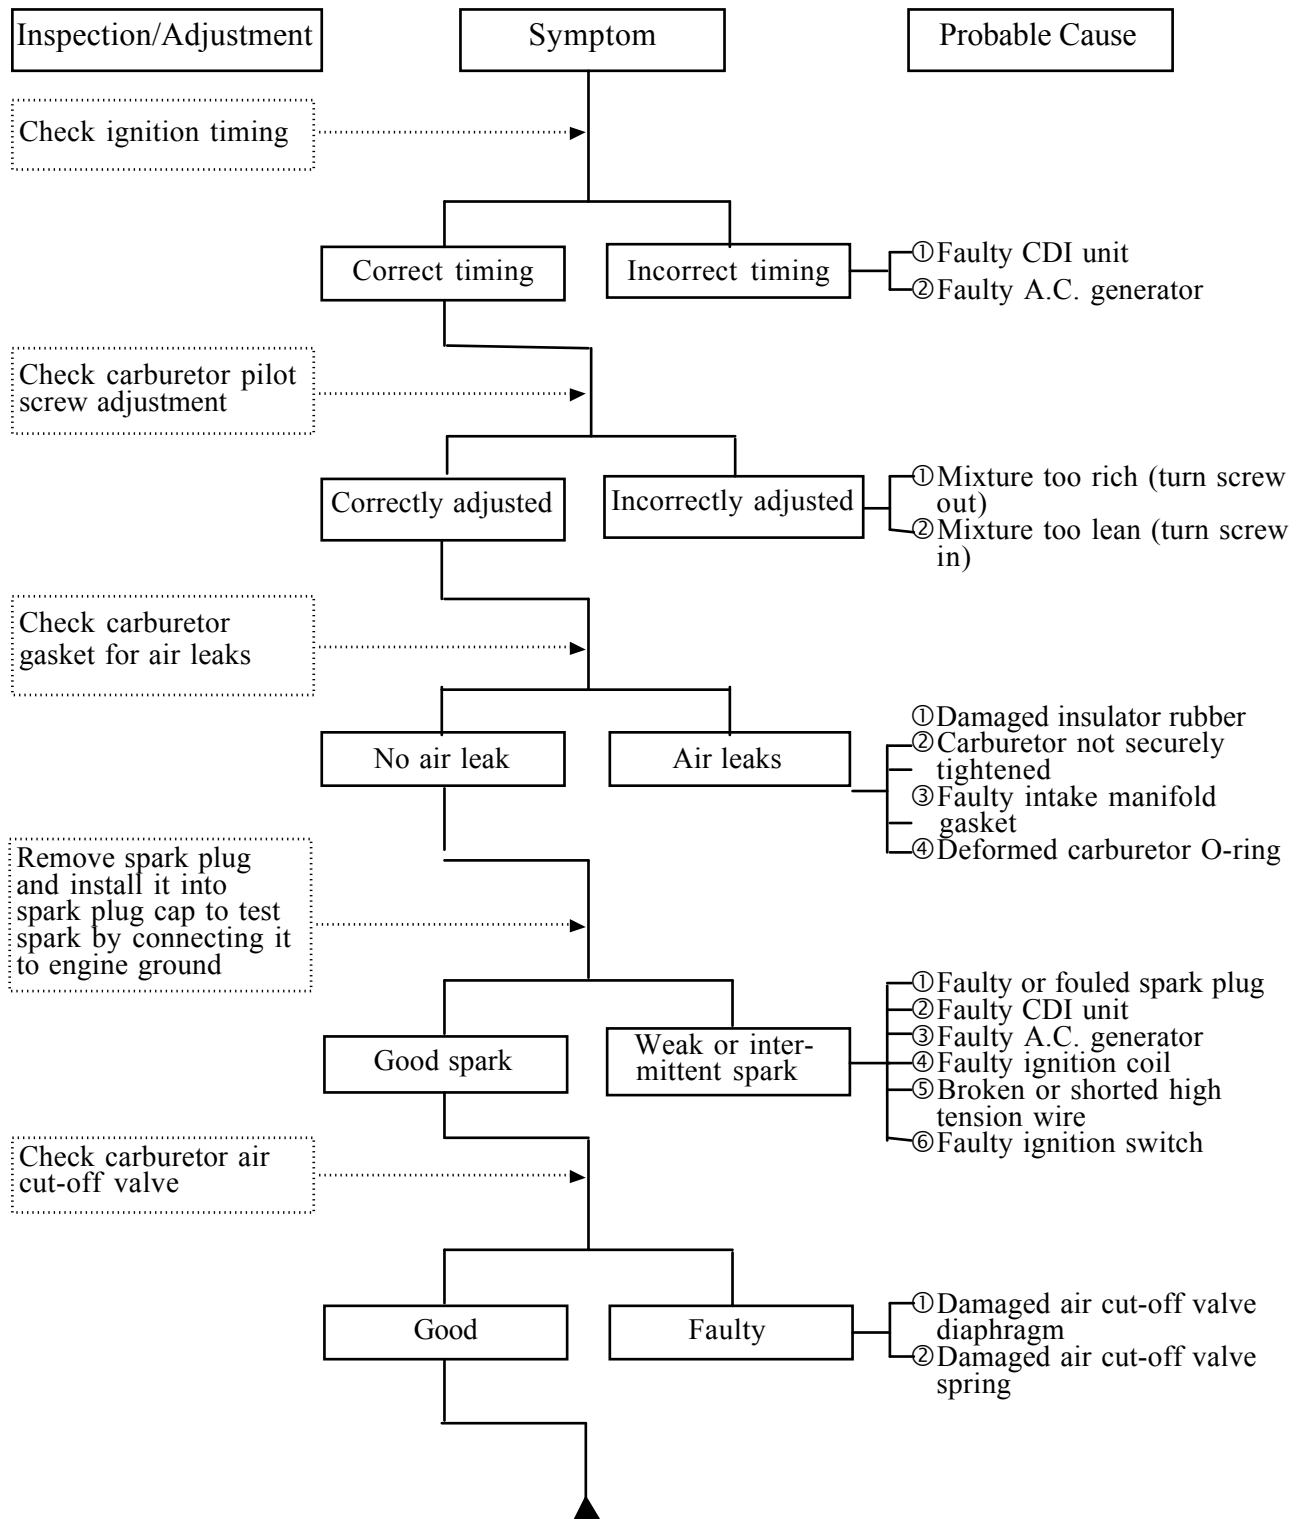 Inspection/Adjustment
Symptom
Probable Cause
Check ignition timing
Correct timing
Incorrect timing
①Faulty CDI unit
②Faulty A.C. generator
Check carburetor pilot
screw adjustment
Correctly adjusted
Incorrectly adjusted
①Mixture too rich (turn screw
out)
②Mixture too lean (turn screw
in)
Check carburetor
gasket for air leaks
No air leak
Air leaks
①Damaged insulator rubber
②Carburetor not securely
tightened
③Faulty intake manifold
gasket
④Deformed carburetor O-ring
Remove spark plug
and install it into
spark plug cap to test
spark by connecting it
to engine ground
Good spark
Weak or inter-
mittent spark
①Faulty or fouled spark plug
②Faulty CDI unit
③Faulty A.C. generator
④Faulty ignition coil
⑤Broken or shorted high
tension wire
⑥Faulty ignition switch
Check carburetor air
cut-off valve
Good
Faulty
①Damaged air cut-off valve
diaphragm
②Damaged air cut-off valve
spring